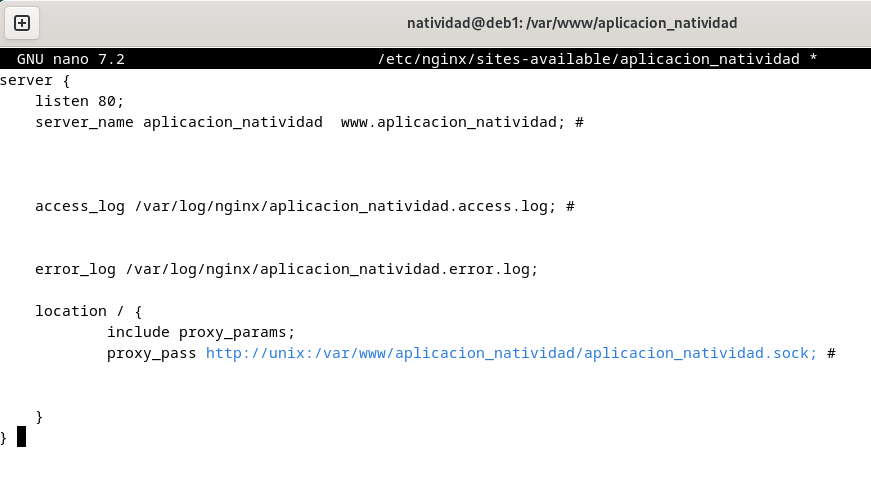 natividad@deb1: /var/www/aplicacion_natividad
GNU nano 7.2 /etc/nginx/sites-available/aplicacion_natividad *
server {
    listen 80;
    server_name aplicacion_natividad  www.aplicacion_natividad; #
    access_log /var/log/nginx/aplicacion_natividad.access.log; #
    error_log /var/log/nginx/aplicacion_natividad.error.log;
    location / {
            include proxy_params;
            proxy_pass http://unix:/var/www/aplicacion_natividad/aplicacion_natividad.sock; #
    }
}